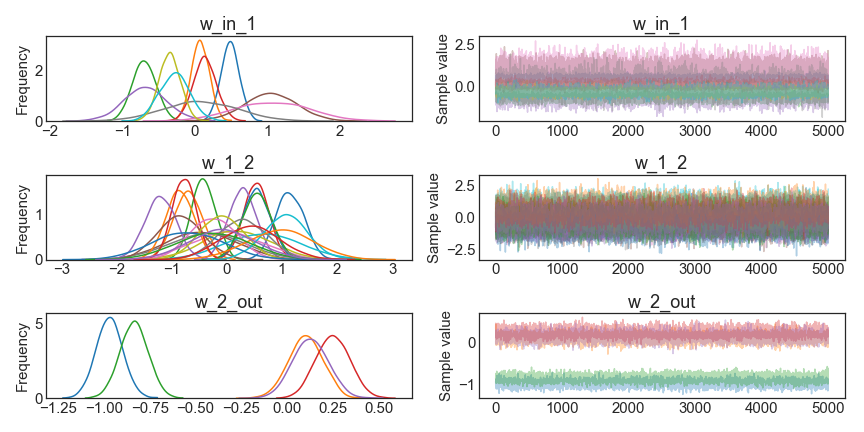 w_in_1
Frequency
2
0
−2 −1 0 1 2
w_in_1
Sample value
2.5
0.0
0 1000 2000 3000 4000 5000
w_1_2
Frequency
1
0
−3 −2 −1 0 1 2 3
w_1_2
Sample value
2.5
0.0
−2.5
0 1000 2000 3000 4000 5000
w_2_out
Frequency
5
0
−1.25 −1.00 −0.75 −0.50 −0.25 0.00 0.25 0.50
w_2_out
Sample value
0
−1
0 1000 2000 3000 4000 5000